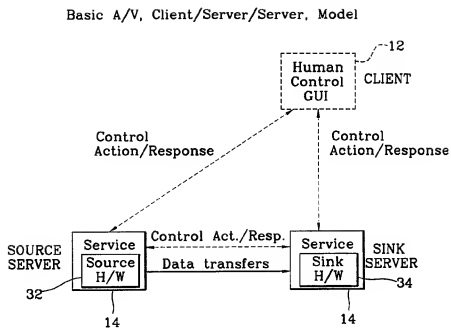 Basic A/V, Client/Server/Server, Model
12
Human
Control
GUI
CLIENT
Control
Action/Response
Control
Action/Response
SOURCE
SERVER
Service
Source
H/W
32
14
Control Act./Resp.
Data transfers
Service
Sink
H/W
SINK
SERVER
34
14